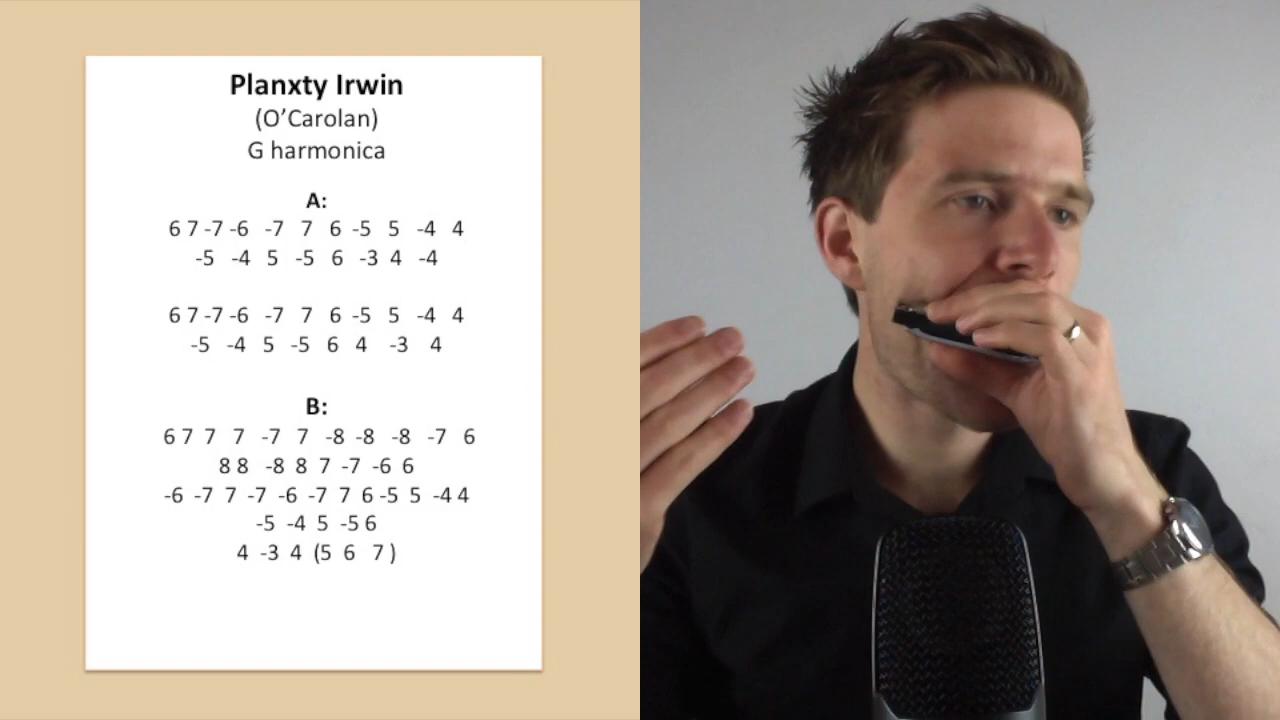 Planxty Irwin
(O’Carolan)
G harmonica
A:
6 7 -7 -6 -7 7 6 -5 5 -4 4
-5 -4 5 -5 6 -3 4 -4
6 7 -7 -6 -7 7 6 -5 5 -4 4
-5 -4 5 -5 6 4 -3 4
B:
6 7 7 7 -7 7 -8 -8 -8 -7 6
8 8 -8 8 7 -7 -6 6
-6 -7 7 -7 -6 -7 7 6 -5 5 -4 4
-5 -4 5 -5 6
4 -3 4 (5 6 7 )